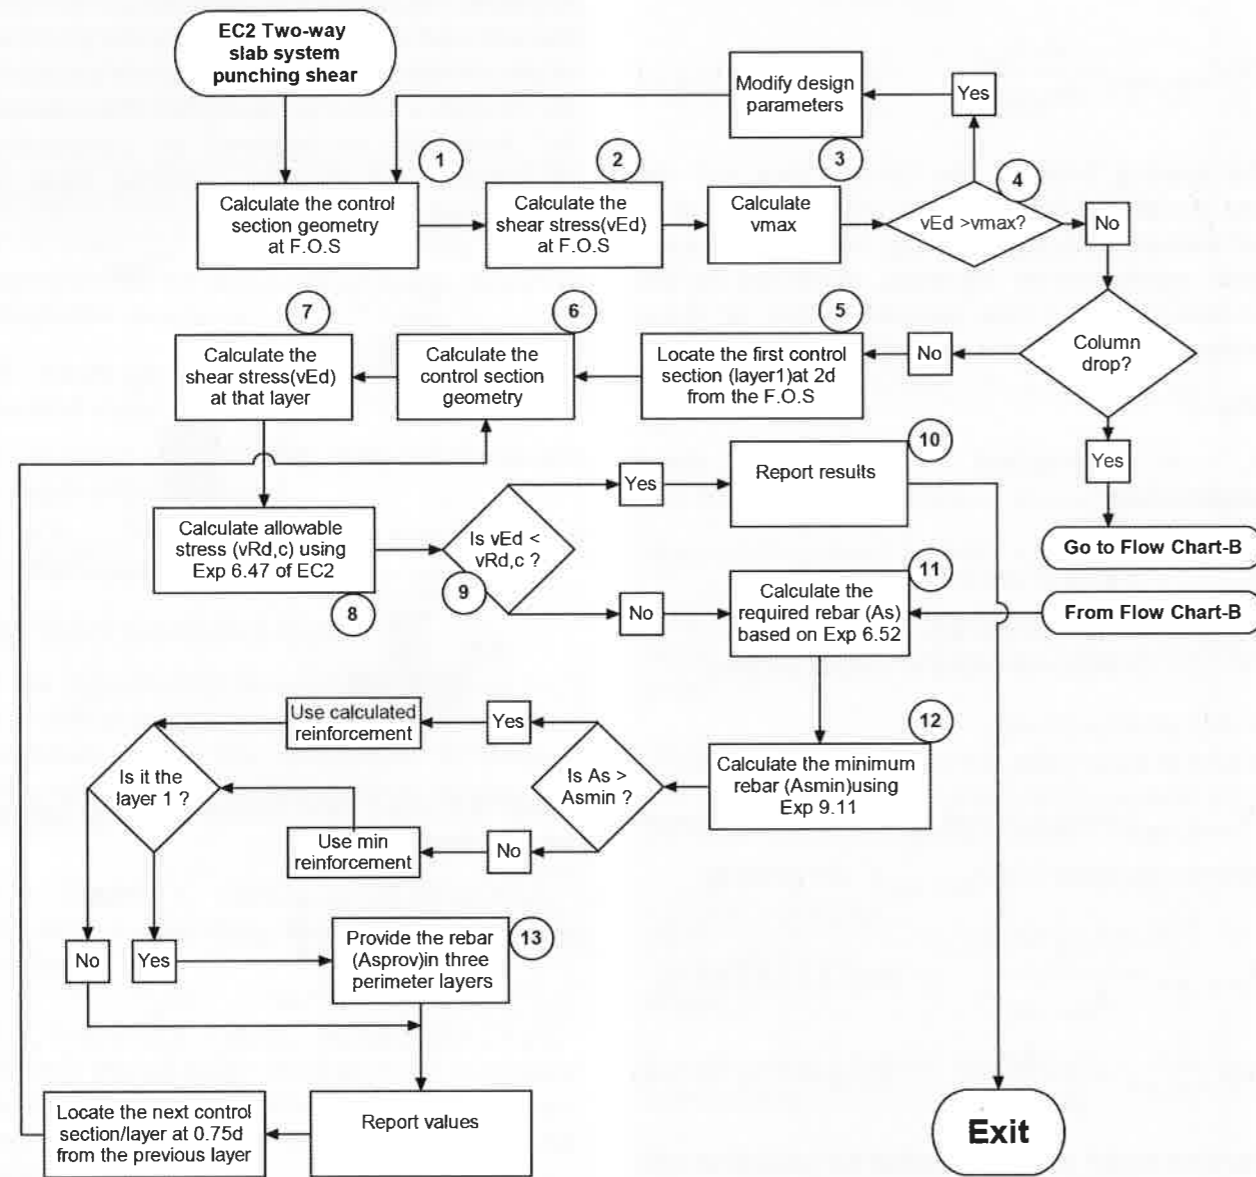 EC2 Two-way
slab system
punching shear
Modify design
parameters
Yes
1
2
3
4
Calculate the control
section geometry
at F.O.S
Calculate the
shear stress(vEd)
at F.O.S
Calculate
vmax
vEd >vmax?
No
7
6
5
Calculate the
shear stress(vEd)
at that layer
Calculate the
control section
geometry
Locate the first control
section (layer1)at 2d
from the F.O.S
No
Column
drop?
Yes
10
Yes
Report results
Calculate allowable
stress (vRd,c) using
Exp 6.47 of EC2
8
Is vEd <
vRd,c ?
9
Go to Flow Chart-B
11
No
Calculate the
required rebar (As)
based on Exp 6.52
From Flow Chart-B
12
Use calculated
reinforcement
Yes
Is it the
layer 1 ?
Is As >
Asmin ?
Calculate the minimum
rebar (Asmin)using
Exp 9.11
Use min
reinforcement
No
No
Yes
Provide the rebar
(Asprov)in three
perimeter layers
13
Locate the next control
section/layer at 0.75d
from the previous layer
Report values
Exit